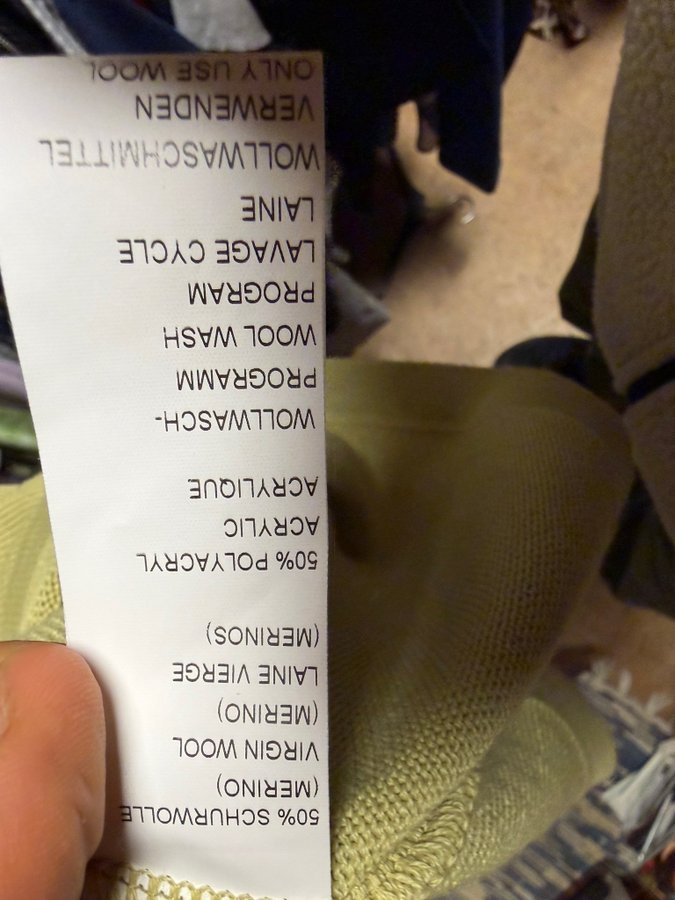 50% SCHURWOLLE
(MERINO)
VIRGIN WOOL
(MERINO)
LAINE VIERGE
(MERINOS)
50% POLYACRYL
ACRYLIC
ACRYLIQUE
WOLLWASCH-
PROGRAMM
WOOL WASH
PROGRAM
LAVAGE CYCLE
LAINE
WOLLWASCHMITTEL
VERWENDEN
ONLY USE WOOL